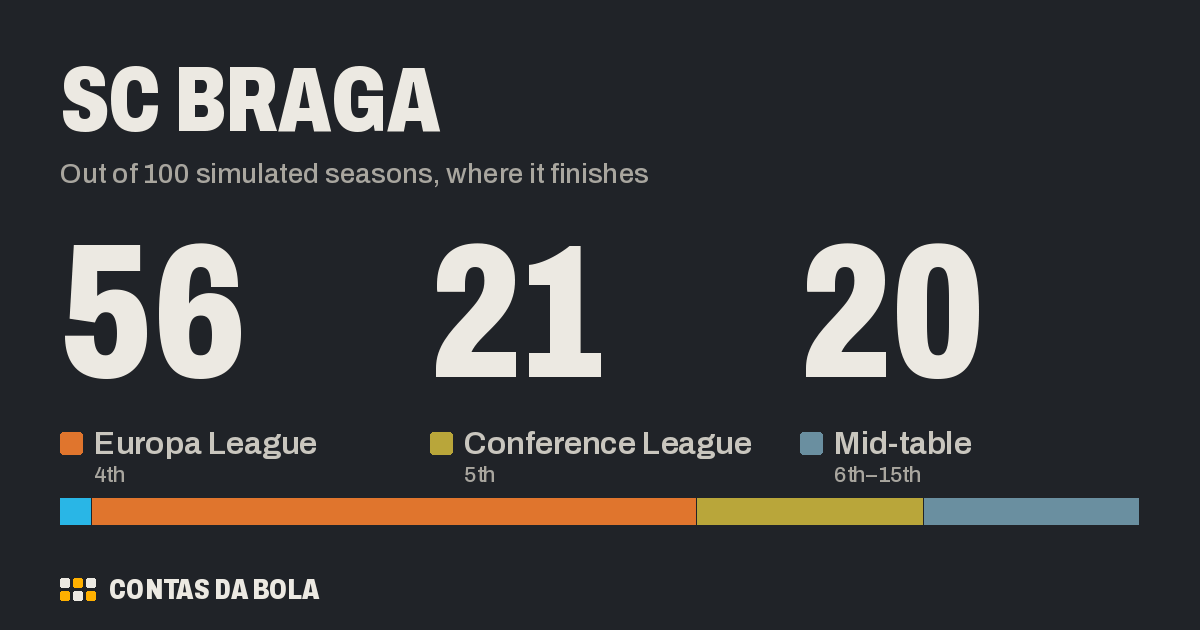 SC BRAGA
Out of 100 simulated seasons, where it finishes
56 21 20
Europa League Conference League Mid-table
4th 5th 6th–15th
CONTAS DA BOLA